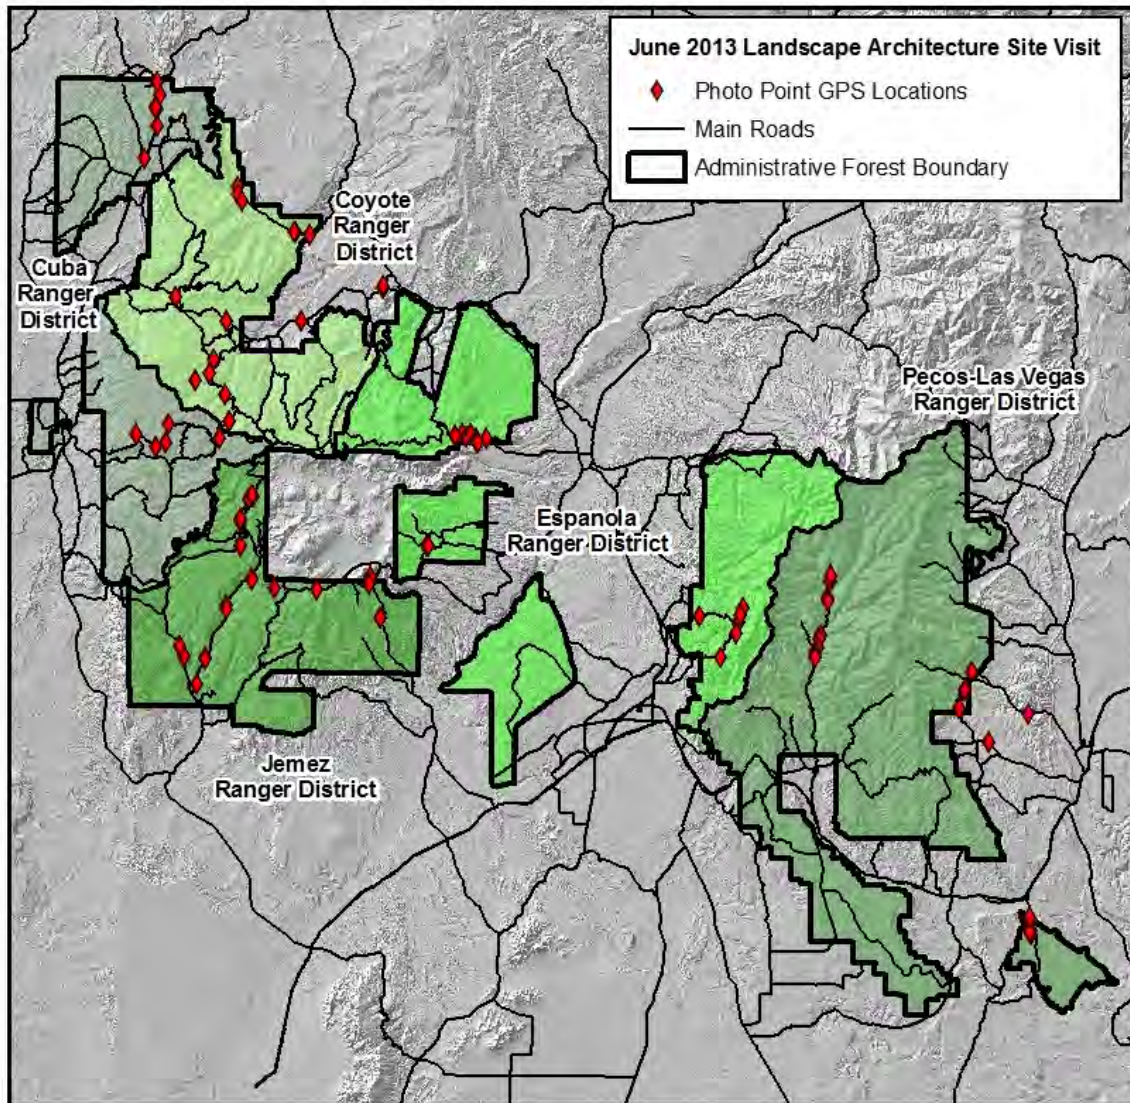 June 2013 Landscape Architecture Site Visit
Photo Point GPS Locations
Main Roads
Administrative Forest Boundary
Coyote
Ranger
District
Cuba
Ranger
District
Pecos-Las Vegas
Ranger District
Espanola
Ranger District
Jemez
Ranger District